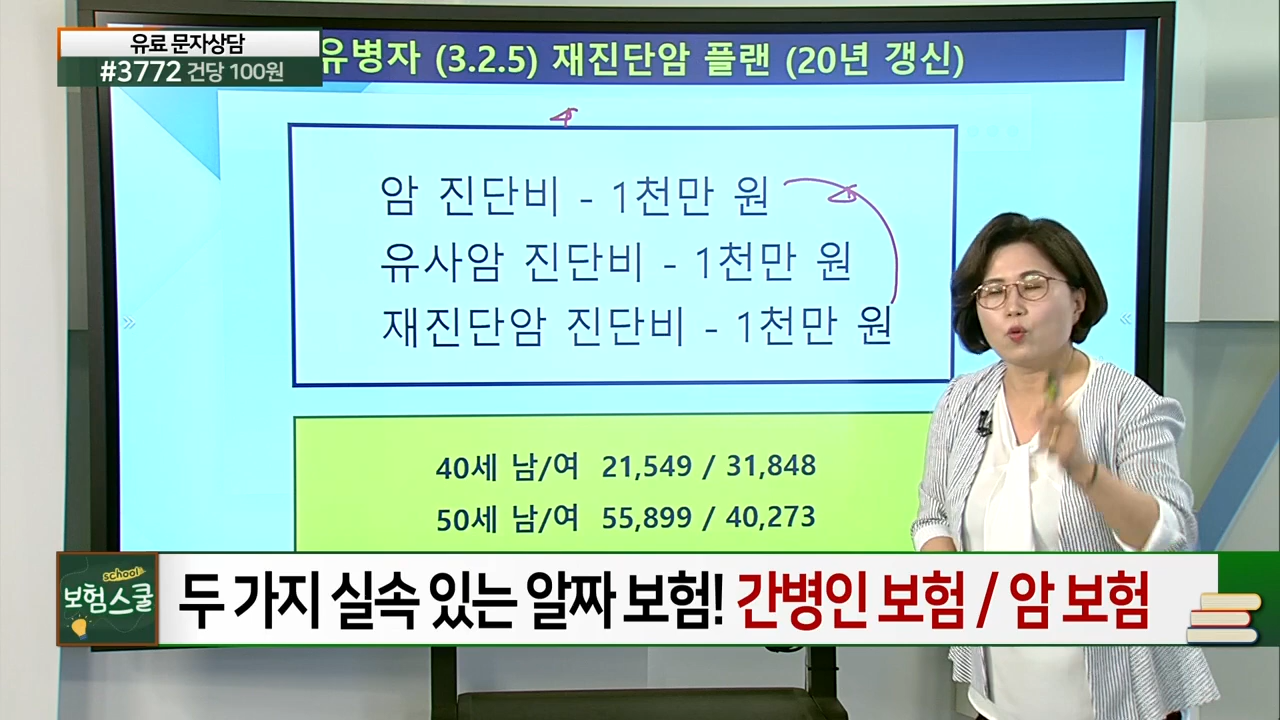 유료 문자상담
#3772 건당 100원
유병자 (3.2.5) 재진단암 플랜 (20년 갱신)
암 진단비 - 1천만 원
유사암 진단비 - 1천만 원
재진단암 진단비 - 1천만 원
40세 남/여 21,549 / 31,848
50세 남/여 55,899 / 40,273
school
보험스쿨
두 가지 실속 있는 알짜 보험! 간병인 보험 / 암 보험